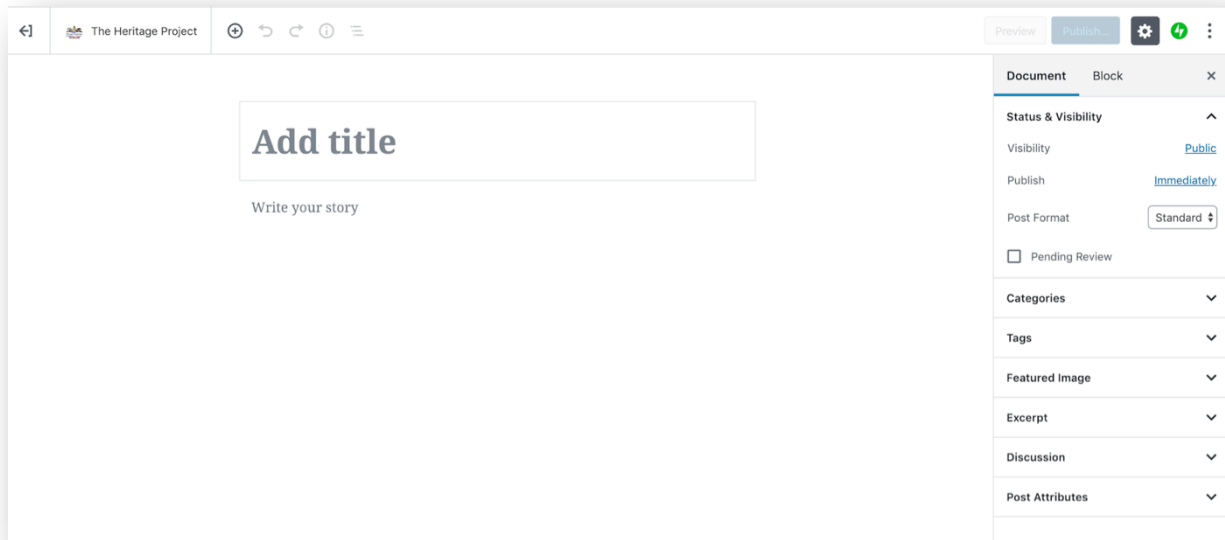 The Heritage Project
Preview
Publish...
Document Block
Add title
Write your story
Status & Visibility
Visibility Public
Publish Immediately
Post Format Standard
Pending Review
Categories
Tags
Featured Image
Excerpt
Discussion
Post Attributes